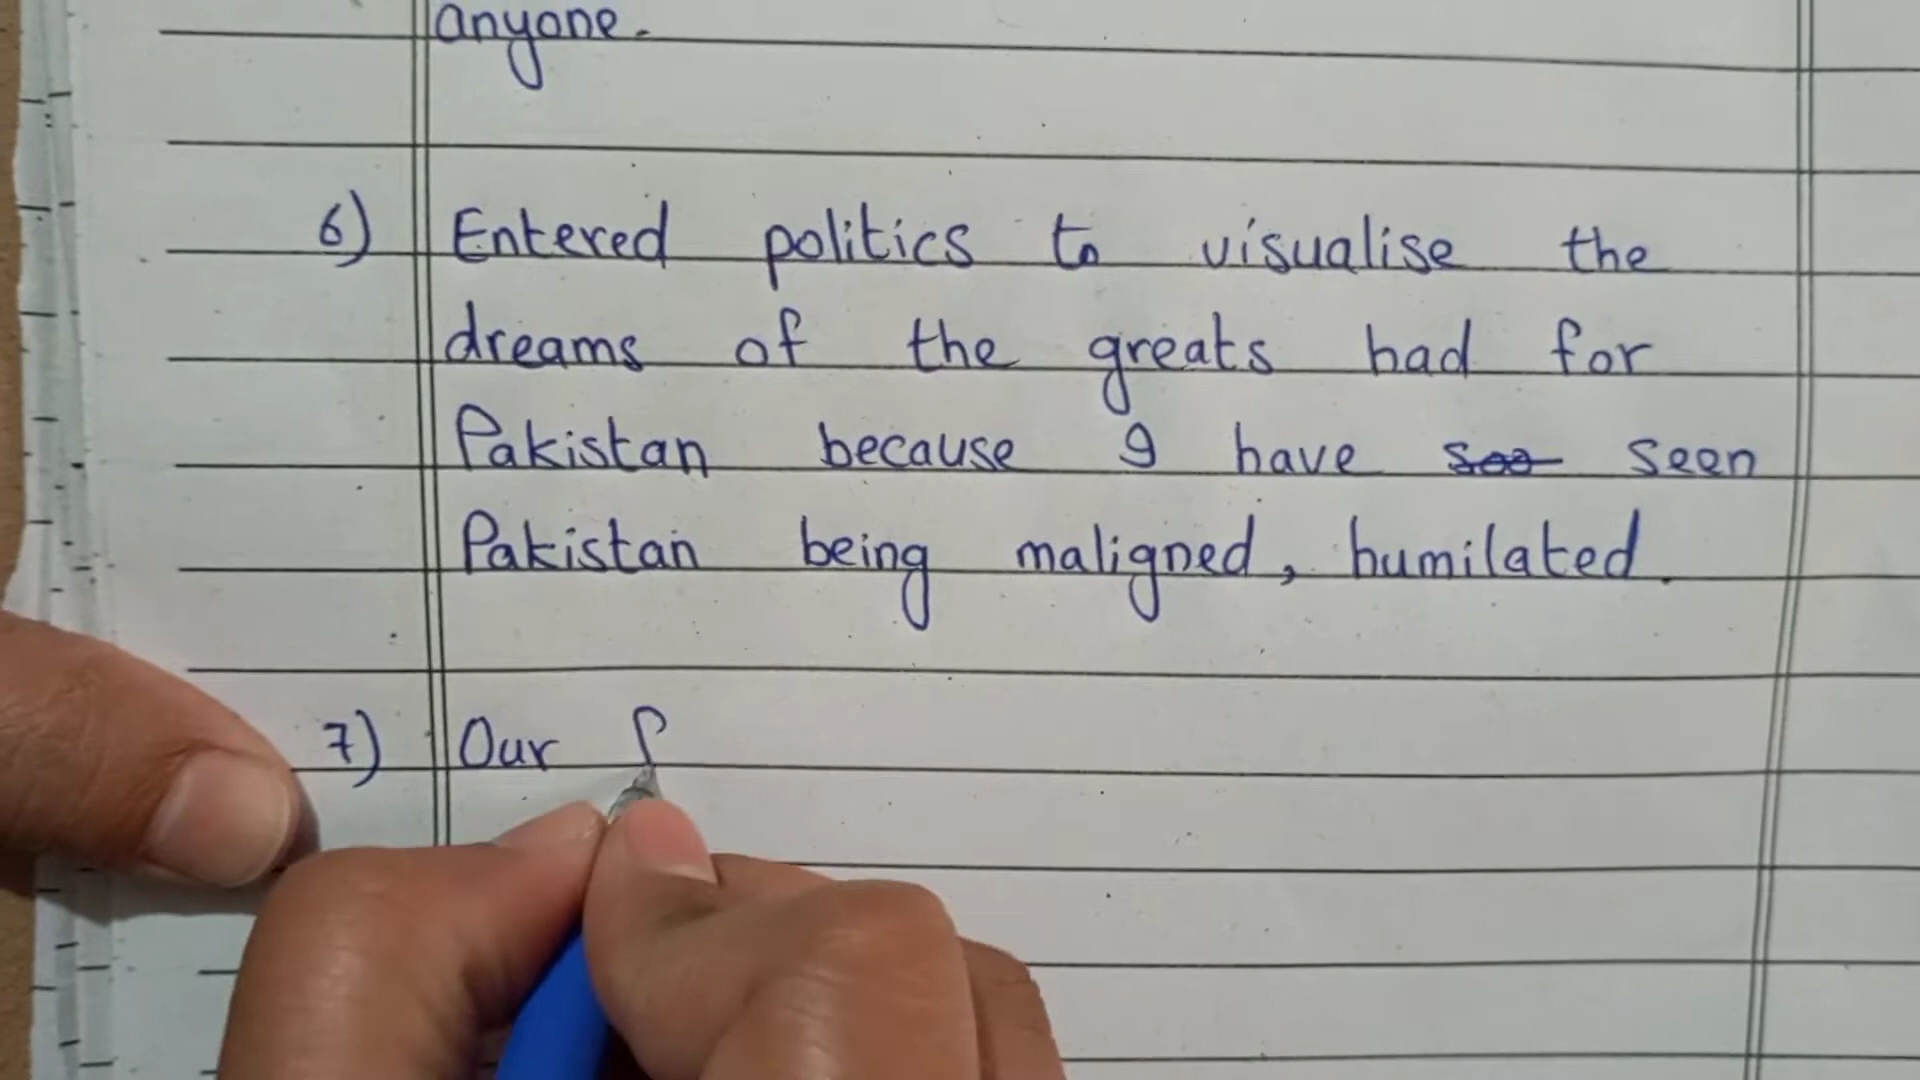 anyone.
6) Entered politics to visualise the
dreams of the greats had for
Pakistan because I have seen
Pakistan being maligned, humilated.
7) Our